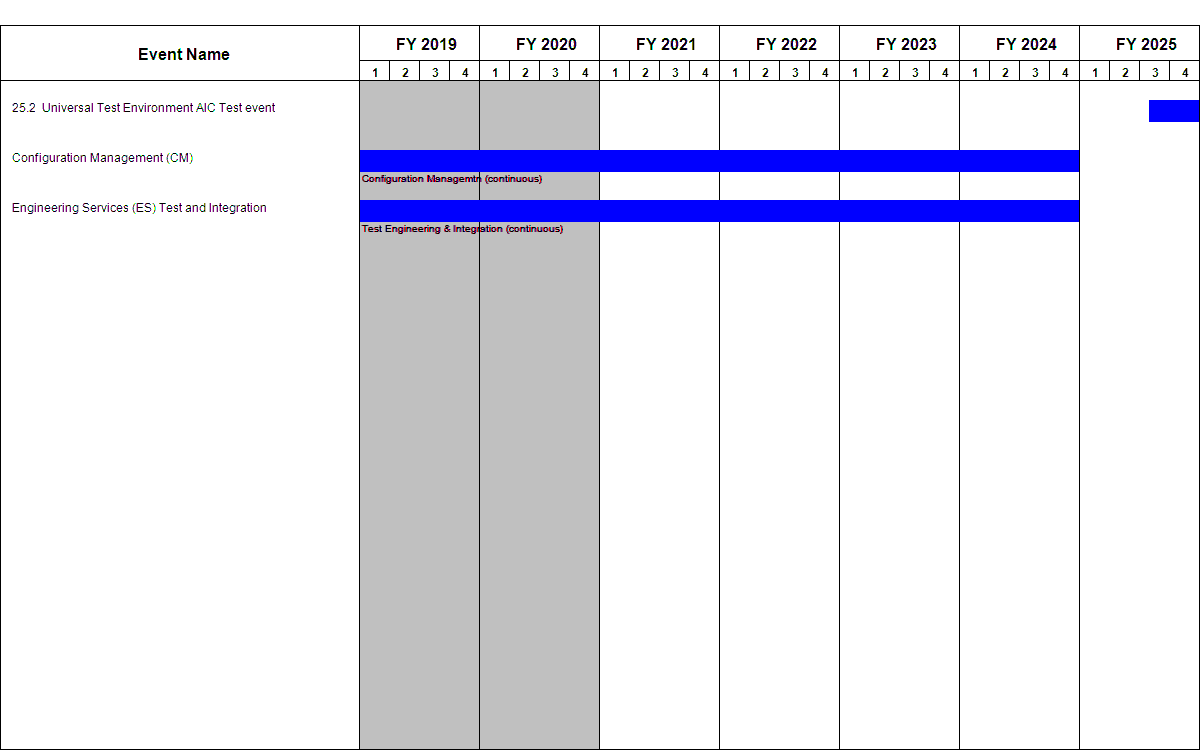 Event Name
FY 2019 FY 2020 FY 2021 FY 2022 FY 2023 FY 2024 FY 2025
1 2 3 4 1 2 3 4 1 2 3 4 1 2 3 4 1 2 3 4 1 2 3 4 1 2 3 4
25.2 Universal Test Environment AIC Test event
Configuration Management (CM)
Configuration Managemtn (continuous)
Engineering Services (ES) Test and Integration
Test Engineering & Integration (continuous)